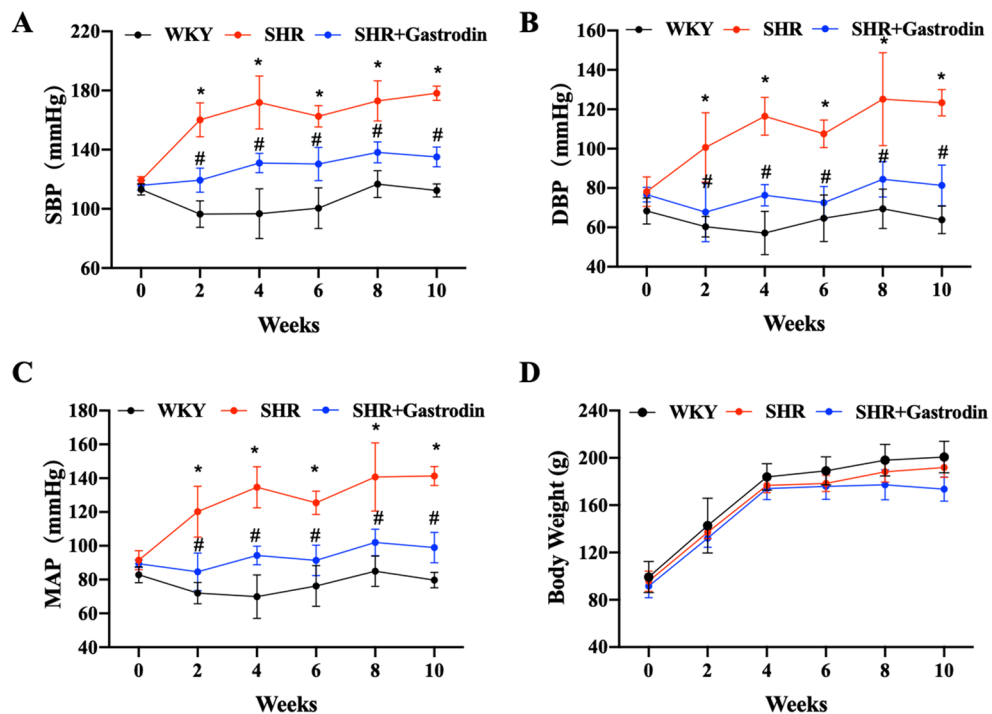 A
WKY SHR SHR+Gastrodin
SBP (mmHg)
220
180
140
100
60
* * * * *
# # # # #
0 2 4 6 8 10
Weeks
B
WKY SHR SHR+Gastrodin
DBP (mmHg)
160
140
120
100
80
60
40
* * * * *
# # # # #
0 2 4 6 8 10
Weeks
C
WKY SHR SHR+Gastrodin
MAP (mmHg)
180
160
140
120
100
80
60
40
* * * * *
# # # # #
0 2 4 6 8 10
Weeks
D
WKY SHR SHR+Gastrodin
Body Weight (g)
240
200
160
120
80
40
0 2 4 6 8 10
Weeks